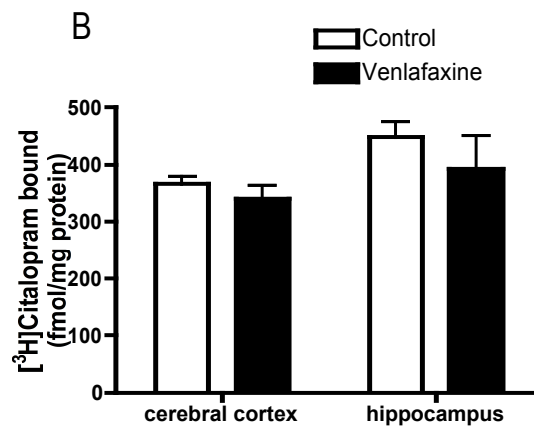 B
Control
Venlafaxine
[³H]Citalopram bound
(fmol/mg protein)
500
400
300
200
100
0
cerebral cortex
hippocampus